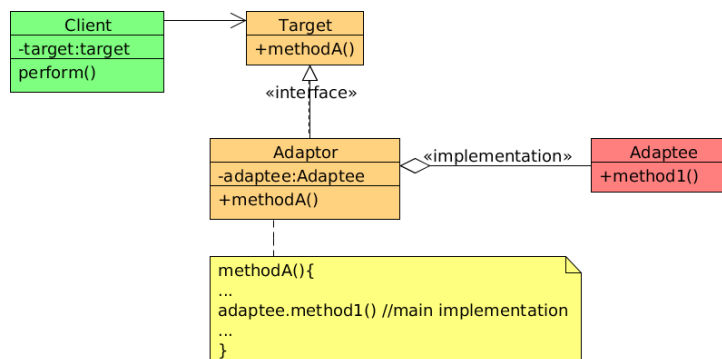 Client
-target:target
perform()
Target
+methodA()
«interface»
Adaptor
-adaptee:Adaptee
+methodA()
«implementation»
Adaptee
+method1()
methodA(){
...
adaptee.method1() //main implementation
...
}